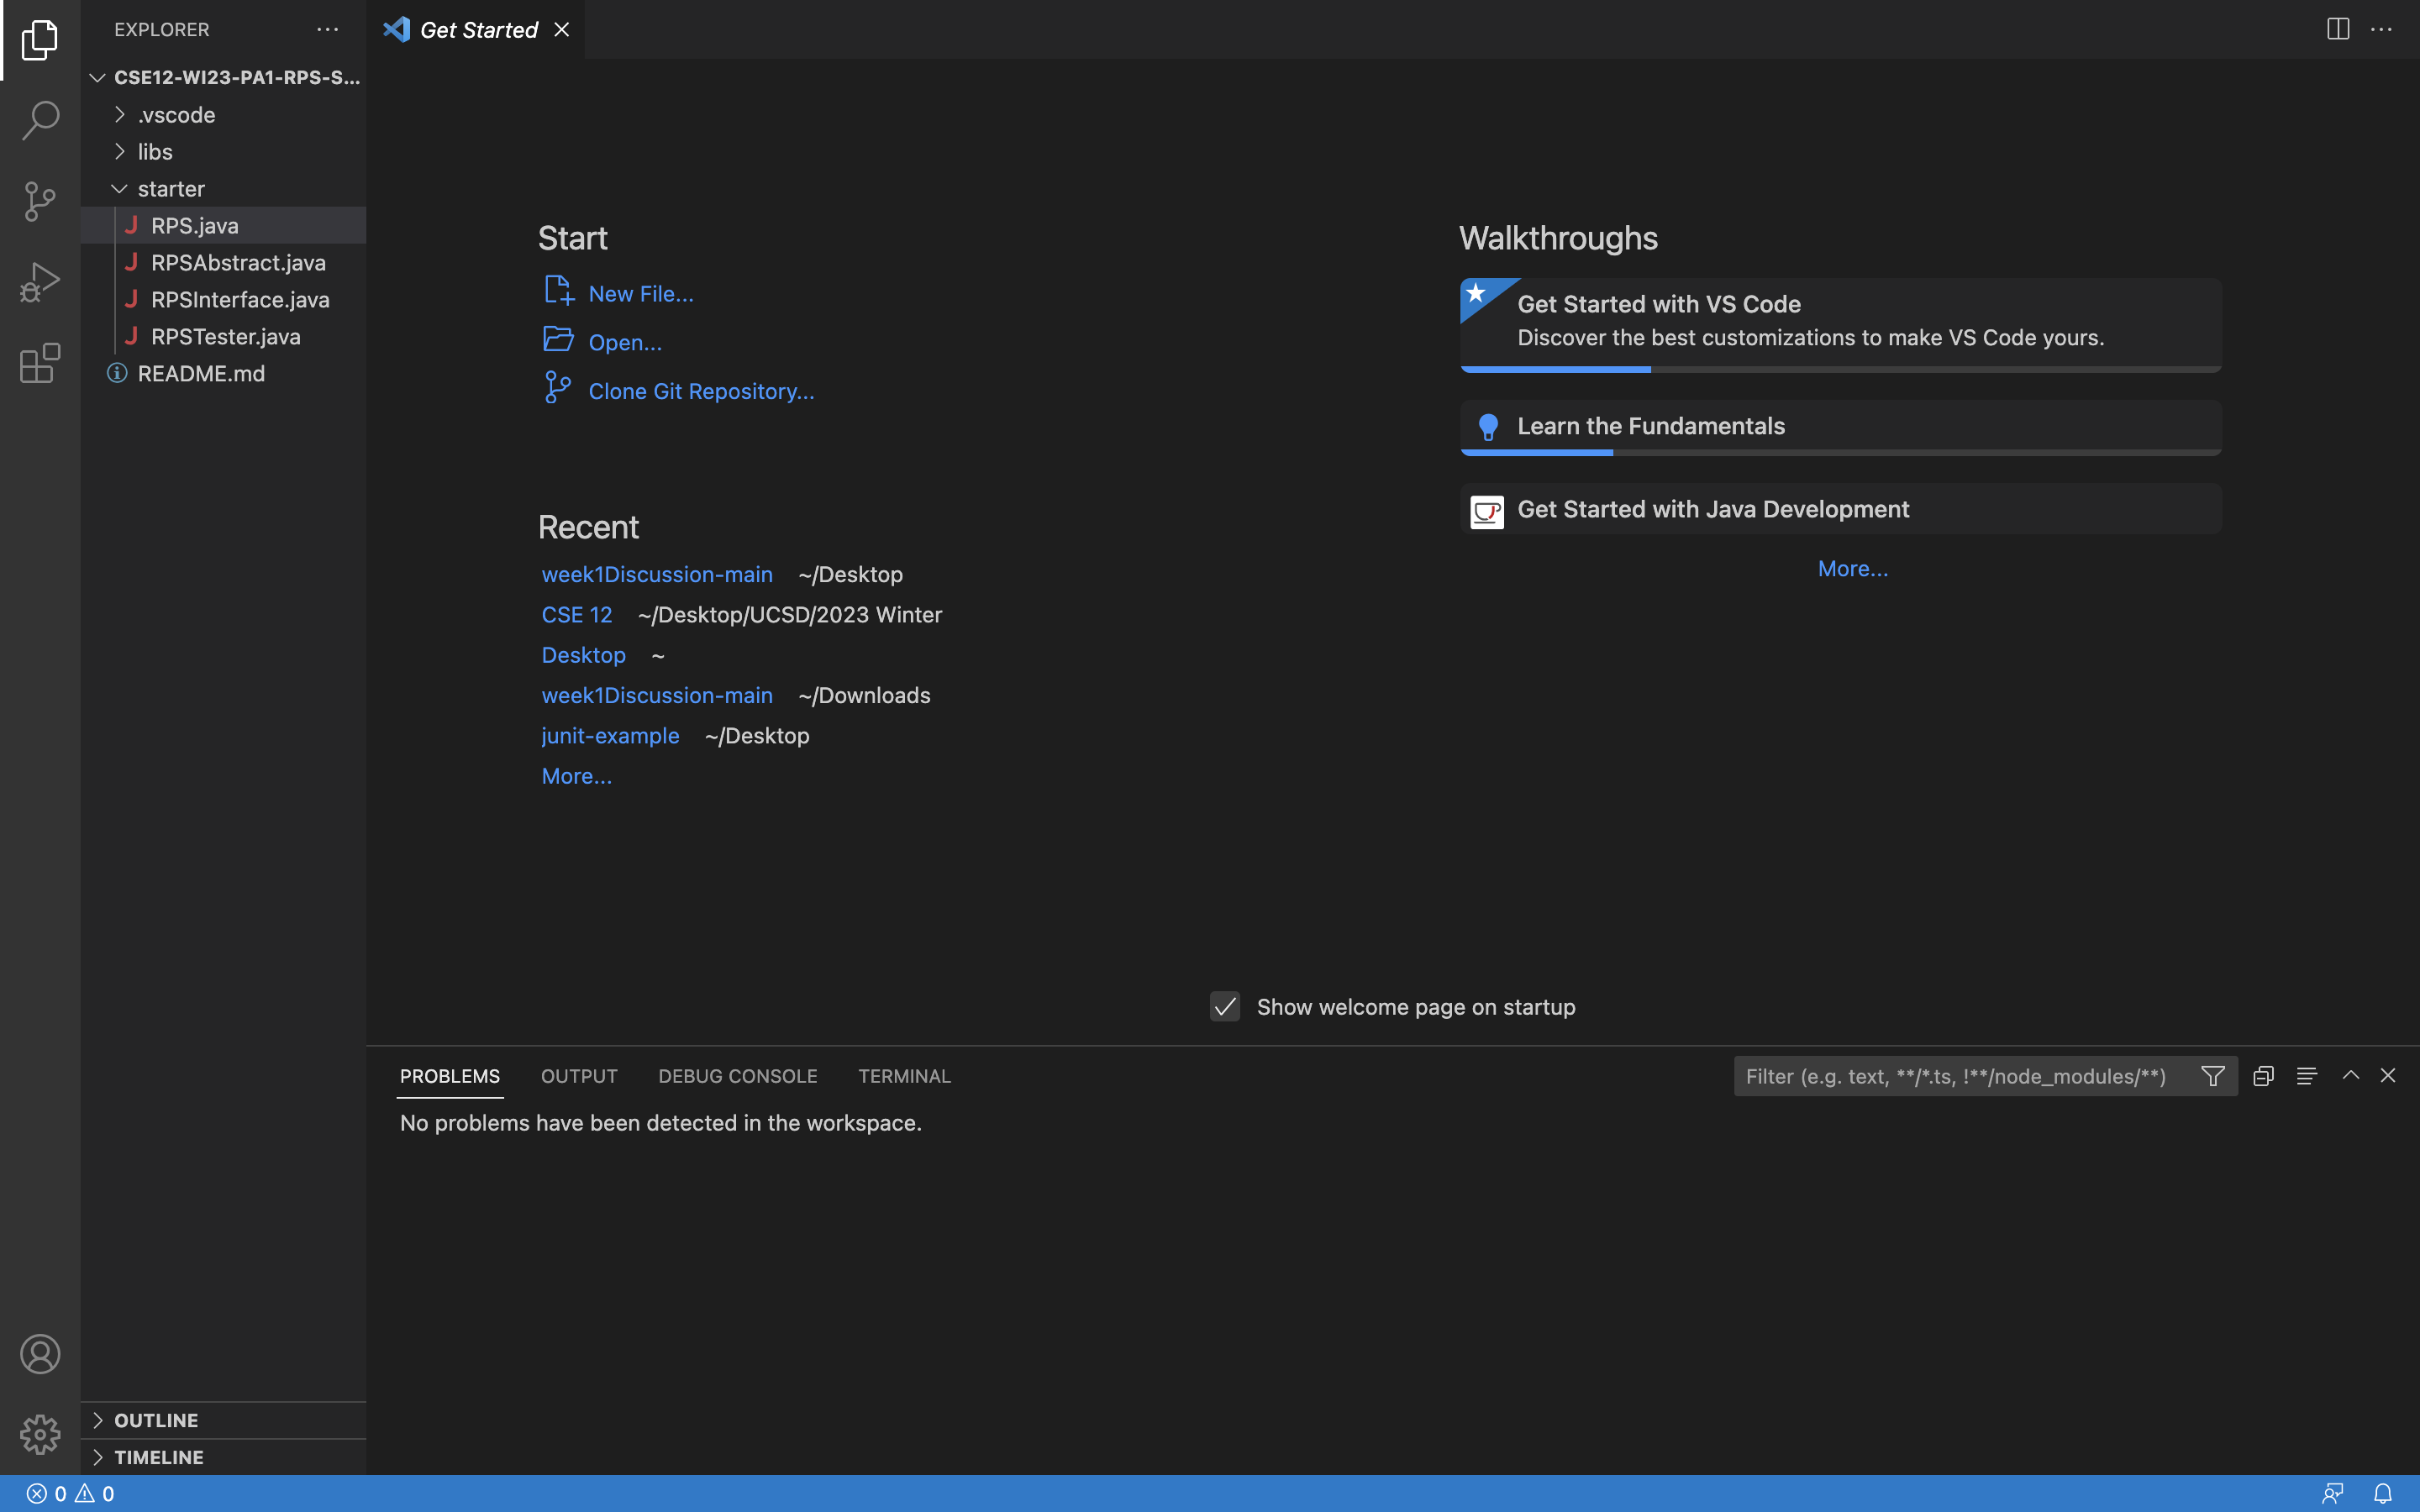 EXPLORER
CSE12-WI23-PA1-RPS-S...
.vscode
libs
starter
J RPS.java
J RPSAbstract.java
J RPSInterface.java
J RPSTester.java
README.md
OUTLINE
TIMELINE
Get Started
Start
New File...
Open...
Clone Git Repository...
Recent
week1Discussion-main ~/Desktop
CSE 12 ~/Desktop/UCSD/2023 Winter
Desktop ~
week1Discussion-main ~/Downloads
junit-example ~/Desktop
More...
Walkthroughs
Get Started with VS Code
Discover the best customizations to make VS Code yours.
Learn the Fundamentals
Get Started with Java Development
More...
Show welcome page on startup
PROBLEMS OUTPUT DEBUG CONSOLE TERMINAL
Filter (e.g. text, **/*.ts, !**/node_modules/**)
No problems have been detected in the workspace.
0 0